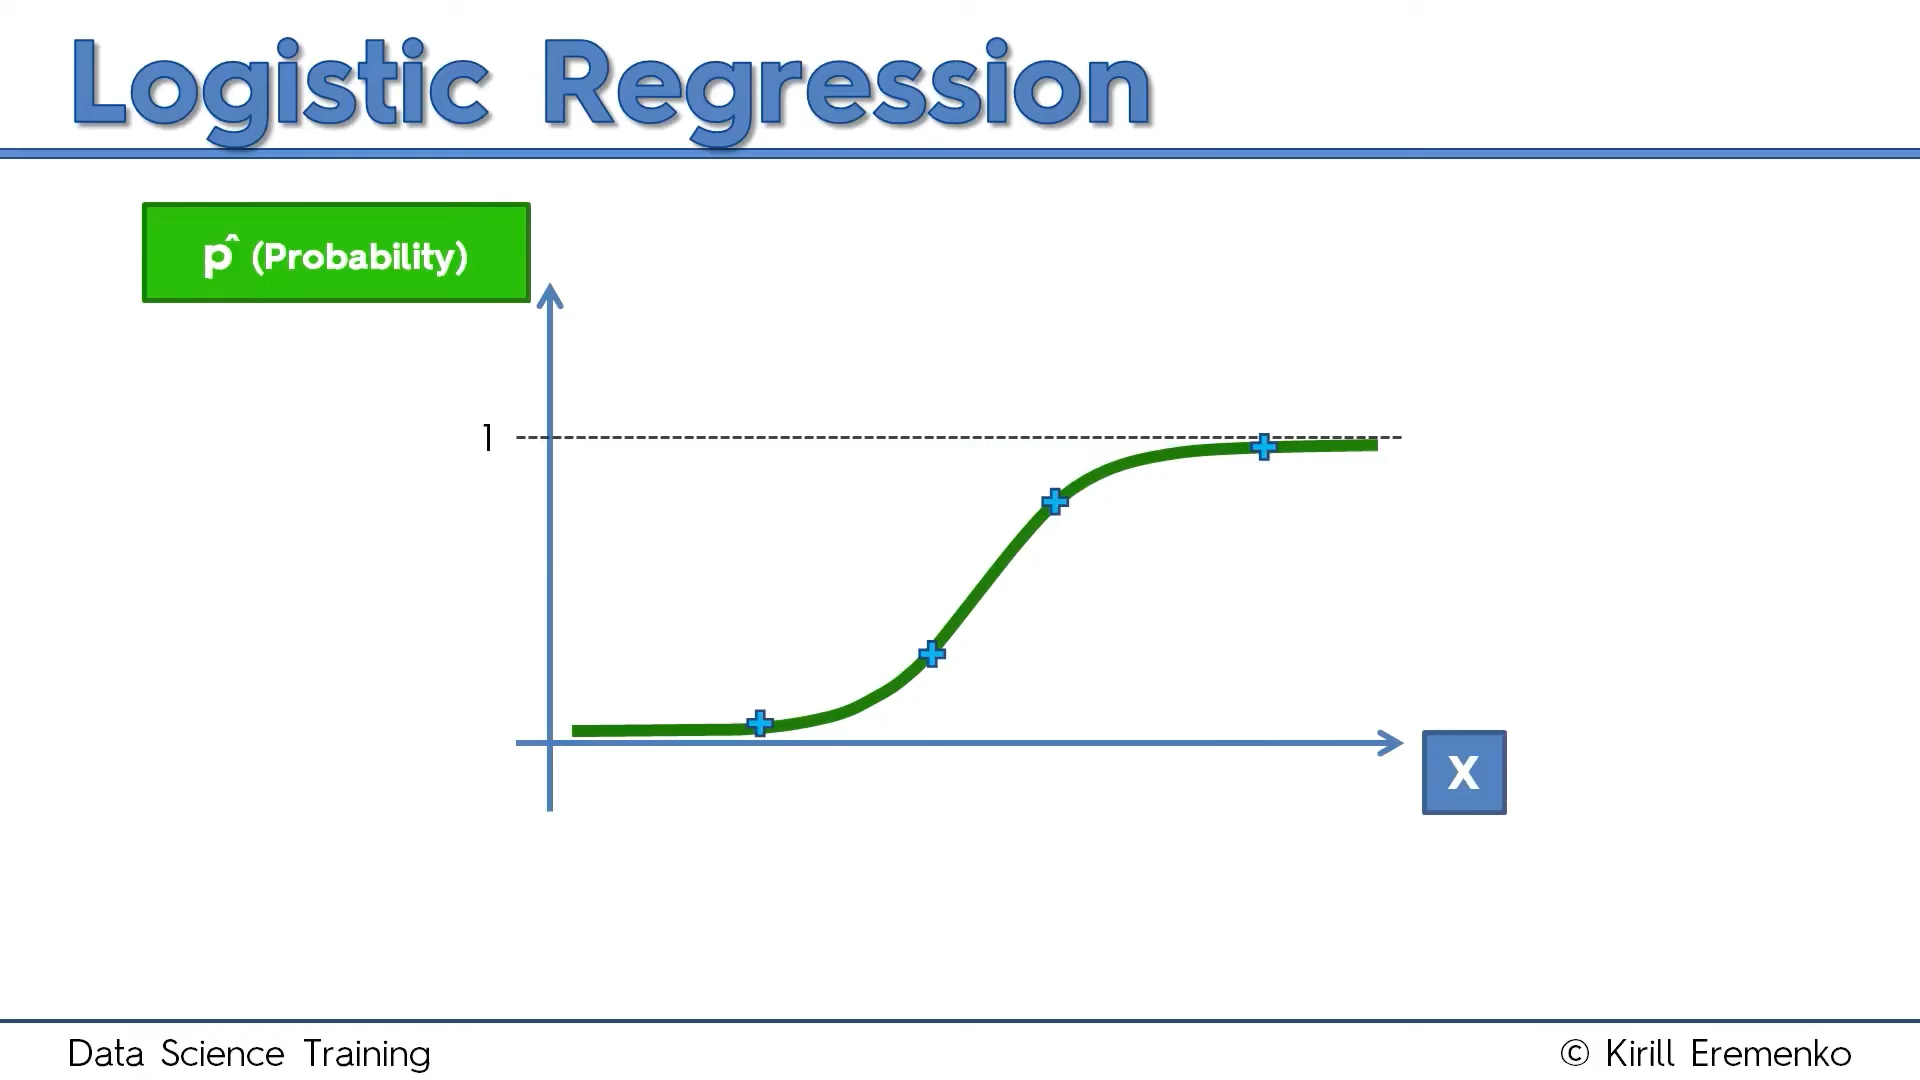 Logistic Regression
p̂ (Probability)
1
X
Data Science Training
© Kirill Eremenko